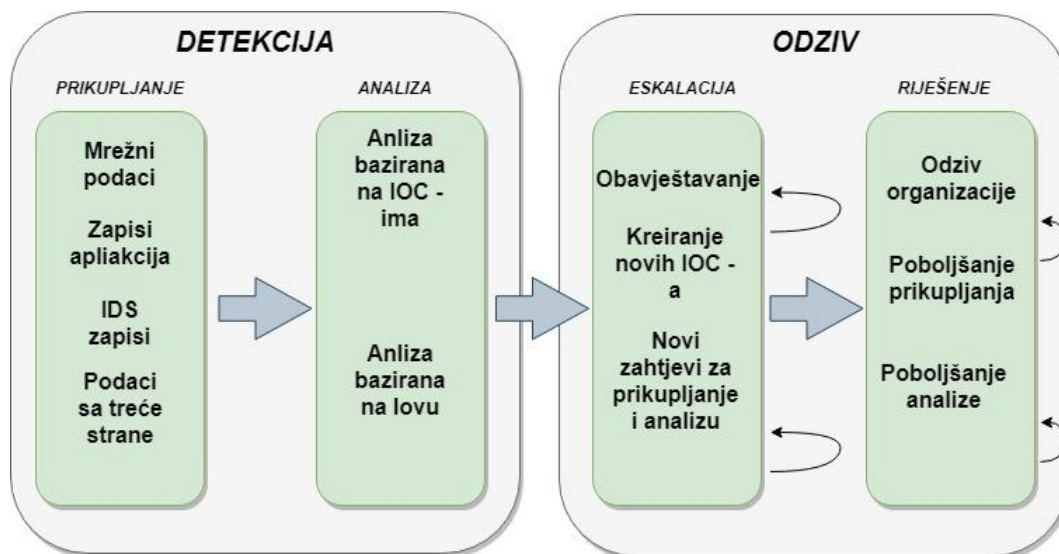 DETEKCIJA
PRIKUPLJANJE
Mrežni
podaci
Zapisi
apliakcija
IDS
zapisi
Podaci
sa treće
strane
ANALIZA
Anliza
bazirana
na IOC -
ima
Anliza
bazirana
na lovu
ODZIV
ESKALACIJA
Obavještavanje
Kreiranje
novih IOC -
a
Novi
zahtjevi za
prikupljanje
i analizu
RIJEŠENJE
Odziv
organizacije
Poboljšanje
prikupljanja
Poboljšanje
analize